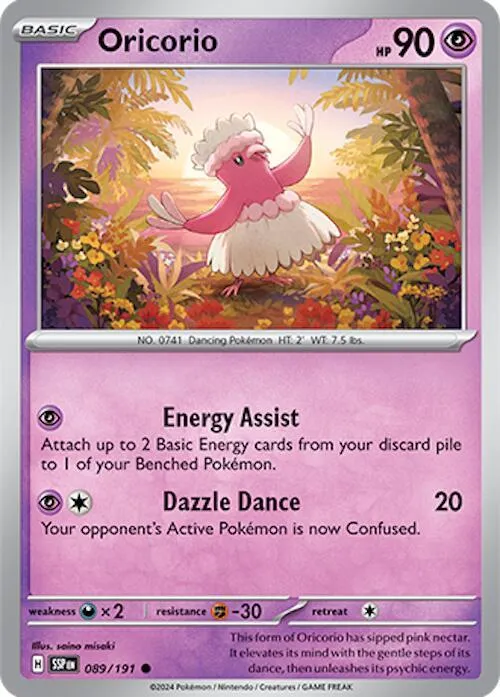 BASIC
Oricorio
HP 90
NO. 0741 Dancing Pokémon HT: 2' WT: 7.5 lbs.
Energy Assist
Attach up to 2 Basic Energy cards from your discard pile
to 1 of your Benched Pokémon.
Dazzle Dance 20
Your opponent's Active Pokémon is now Confused.
weakness ×2 resistance -30 retreat
Illus. saino misaki
This form of Oricorio has sipped pink nectar.
It elevates its mind with the gentle steps of its
dance, then unleashes its psychic energy.
H SSP EN 089/191
©2024 Pokémon / Nintendo / Creatures / GAME FREAK